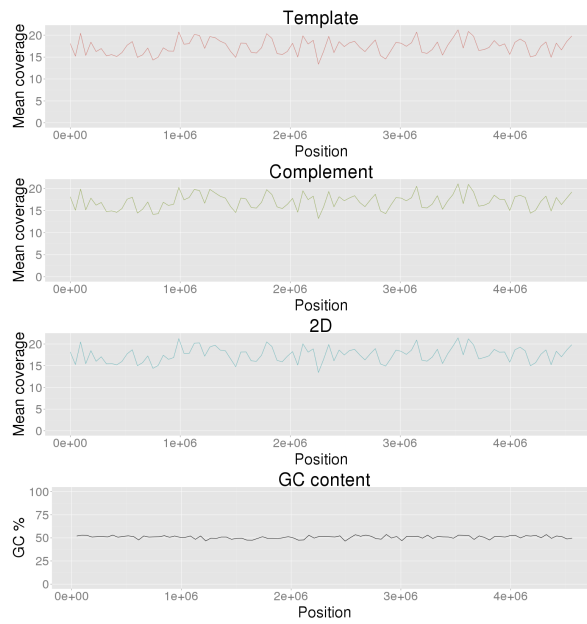 Template
20
15
10
5
0
Mean coverage
0e+00 1e+06 2e+06 3e+06 4e+06
Position
Complement
20
15
10
5
0
Mean coverage
0e+00 1e+06 2e+06 3e+06 4e+06
Position
2D
20
15
10
5
0
Mean coverage
0e+00 1e+06 2e+06 3e+06 4e+06
Position
GC content
100
75
50
25
0
GC %
0e+00 1e+06 2e+06 3e+06 4e+06
Position